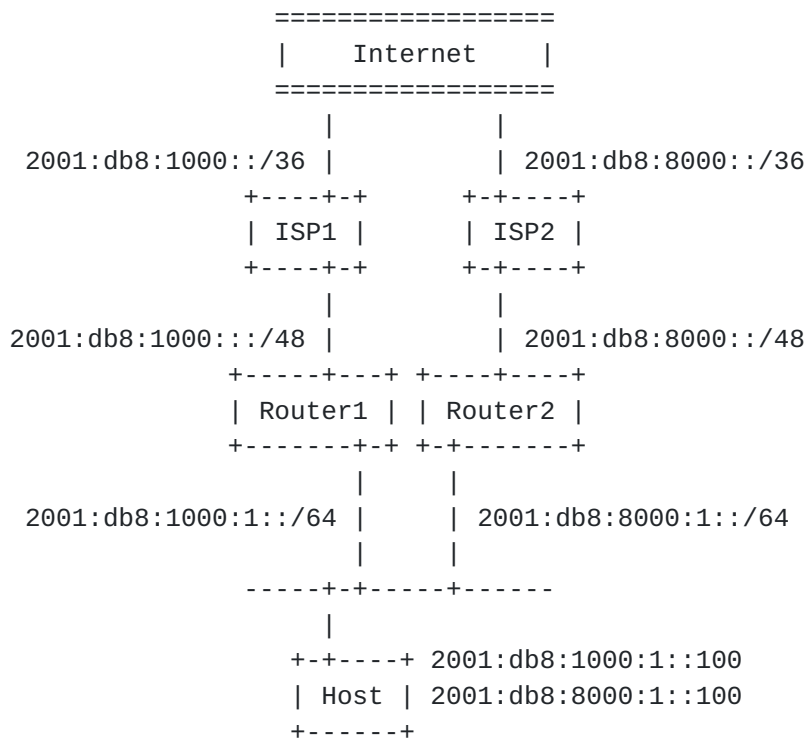 ==================
|    Internet    |
==================
|          |
2001:db8:1000::/36 |          | 2001:db8:8000::/36
+----+-+      +-+----+
| ISP1 |      | ISP2 |
+----+-+      +-+----+
|          |
2001:db8:1000:::/48 |          | 2001:db8:8000::/48
+-----+---+ +----+----+
| Router1 | | Router2 |
+-------+-+ +-+-------+
|     |
2001:db8:1000:1::/64 |     | 2001:db8:8000:1::/64
|     |
-----+-+-----+------
|
+-+----+ 2001:db8:1000:1::100
| Host | 2001:db8:8000:1::100
+------+